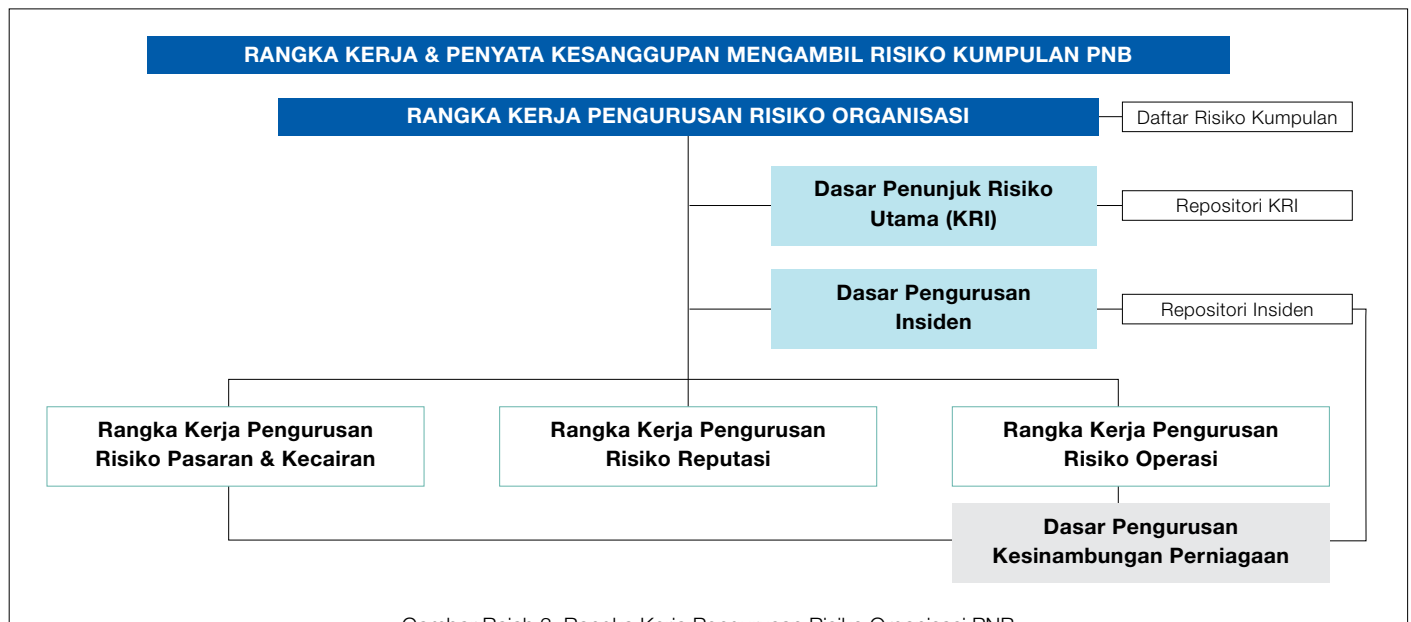 RANGKA KERJA & PENYATA KESANGGUPAN MENGAMBIL RISIKO KUMPULAN PNB
RANGKA KERJA PENGURUSAN RISIKO ORGANISASI
Daftar Risiko Kumpulan
Dasar Penunjuk Risiko
Utama (KRI)
Repositori KRI
Dasar Pengurusan
Insiden
Repositori Insiden
Rangka Kerja Pengurusan
Risiko Pasaran & Kecairan
Rangka Kerja Pengurusan
Risiko Reputasi
Rangka Kerja Pengurusan
Risiko Operasi
Dasar Pengurusan
Kesinambungan Perniagaan